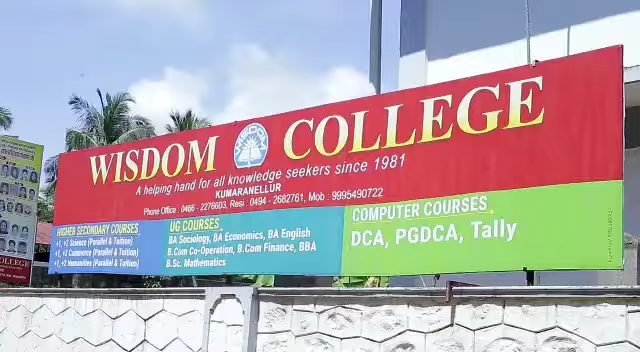 WISDOM COLLEGE
WISDOM
A helping hand for all knowledge seekers since 1981
KUMARANELLUR
Phone Office : 0466 - 2276603, Resi : 0494 - 2682761, Mob : 9995490722
HIGHER SECONDARY COURSES
+1, +2 Science (Parallel & Tuition)
+1, +2 Commerce (Parallel & Tuition)
+1, +2 Humanities (Parallel & Tuition)
UG COURSES
BA Sociology, BA Economics, BA English
B.Com Co-Operation, B.Com Finance, BBA
B.Sc. Mathematics
COMPUTER COURSES
DCA, PGDCA, Tally
COLLEGE